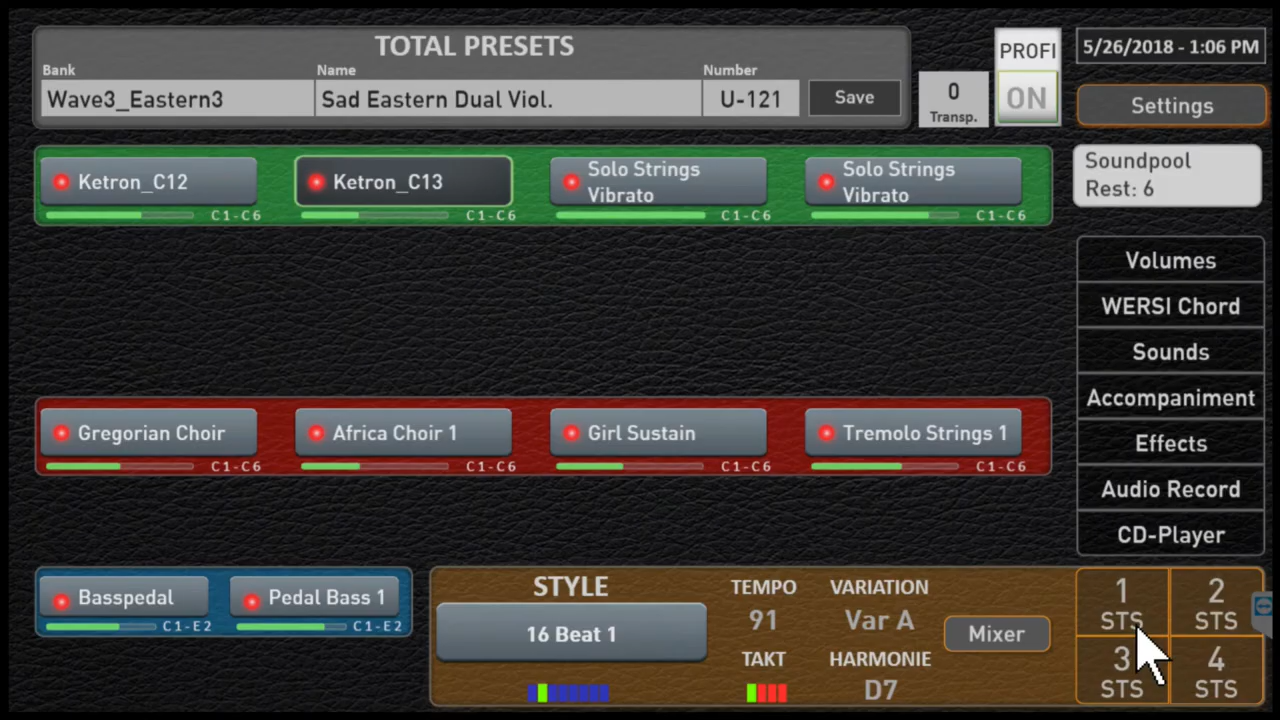 TOTAL PRESETS
Bank Name Number
Wave3_Eastern3 Sad Eastern Dual Viol. U-121 Save
0
Transp.
PROFI
ON
5/26/2018 - 1:06 PM
Settings
Ketron_C12
C1-C6
Ketron_C13
C1-C6
Solo Strings
Vibrato
C1-C6
Solo Strings
Vibrato
C1-C6
Soundpool
Rest: 6
Volumes
WERSI Chord
Sounds
Accompaniment
Effects
Audio Record
CD-Player
Gregorian Choir
C1-C6
Africa Choir 1
C1-C6
Girl Sustain
C1-C6
Tremolo Strings 1
C1-C6
Basspedal
C1-E2
Pedal Bass 1
C1-E2
STYLE
16 Beat 1
TEMPO
91
TAKT
VARIATION
Var A
HARMONIE
D7
Mixer
1
STS
2
STS
3
STS
4
STS